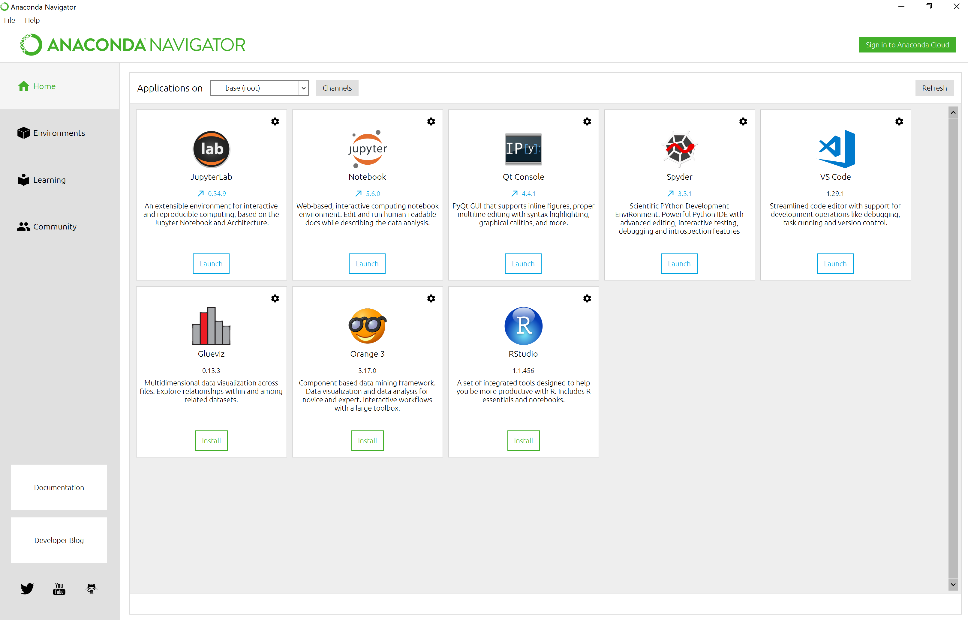 Anaconda Navigator
File Help
ANACONDA NAVIGATOR
Sign in to Anaconda Cloud
Home
Environments
Learning
Community
Documentation
Developer Blog
You
Tube
Applications on
base (root)
Channels
Refresh
lab
JupyterLab
0.34.9
An extensible environment for interactive
and reproducible computing, based on the
Jupyter Notebook and Architecture.
Launch
jupyter
Notebook
5.6.0
Web-based, interactive computing notebook
environment. Edit and run human-readable
docs while describing the data analysis.
Launch
IP[y]:
Qt Console
4.4.1
PyQt GUI that supports inline figures, proper
multiline editing with syntax highlighting,
graphical calltips, and more.
Launch
Spyder
3.3.1
Scientific PYthon Development
EnviRonment. Powerful Python IDE with
advanced editing, interactive testing,
debugging and introspection features
Launch
VS Code
1.29.1
Streamlined code editor with support for
development operations like debugging,
task running and version control.
Launch
Glueviz
0.13.3
Multidimensional data visualization across
files. Explore relationships within and among
related datasets.
Install
Orange 3
3.17.0
Component based data mining framework.
Data visualization and data analysis for
novice and expert. Interactive workflows
with a large toolbox.
Install
R
RStudio
1.1.456
A set of integrated tools designed to help
you be more productive with R. Includes R
essentials and notebooks.
Install